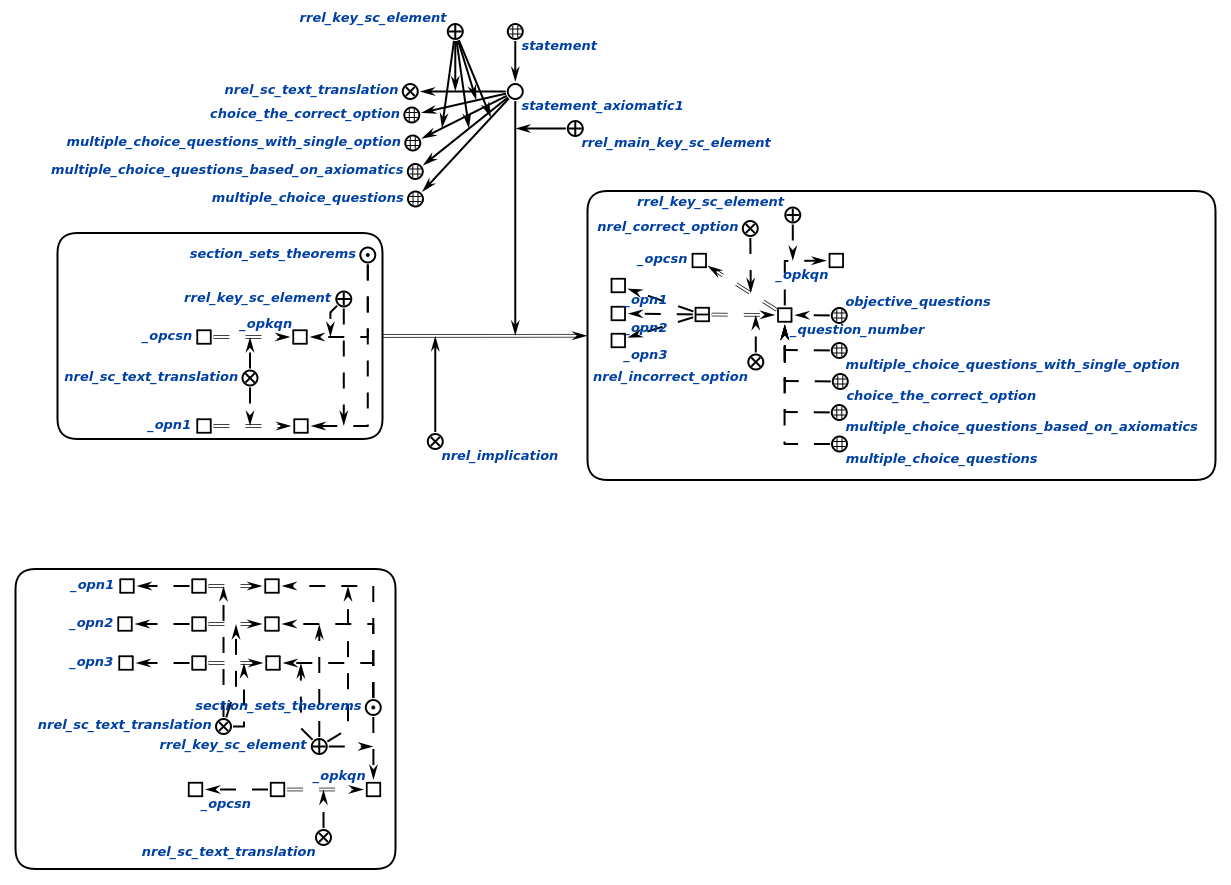 rrel_key_sc_element
statement
nrel_sc_text_translation
statement_axiomatic1
choice_the_correct_option
multiple_choice_questions_with_single_option
rrel_main_key_sc_element
multiple_choice_questions_based_on_axiomatics
multiple_choice_questions
section_sets_theorems
rrel_key_sc_element
_opkqn
_opcsn
nrel_sc_text_translation
_opn1
nrel_implication
rrel_key_sc_element
nrel_correct_option
_opcsn
_opkqn
_opn1
objective_questions
_opn2
_question_number
_opn3
multiple_choice_questions_with_single_option
nrel_incorrect_option
choice_the_correct_option
multiple_choice_questions_based_on_axiomatics
multiple_choice_questions
_opn1
_opn2
_opn3
section_sets_theorems
nrel_sc_text_translation
rrel_key_sc_element
_opkqn
_opcsn
nrel_sc_text_translation